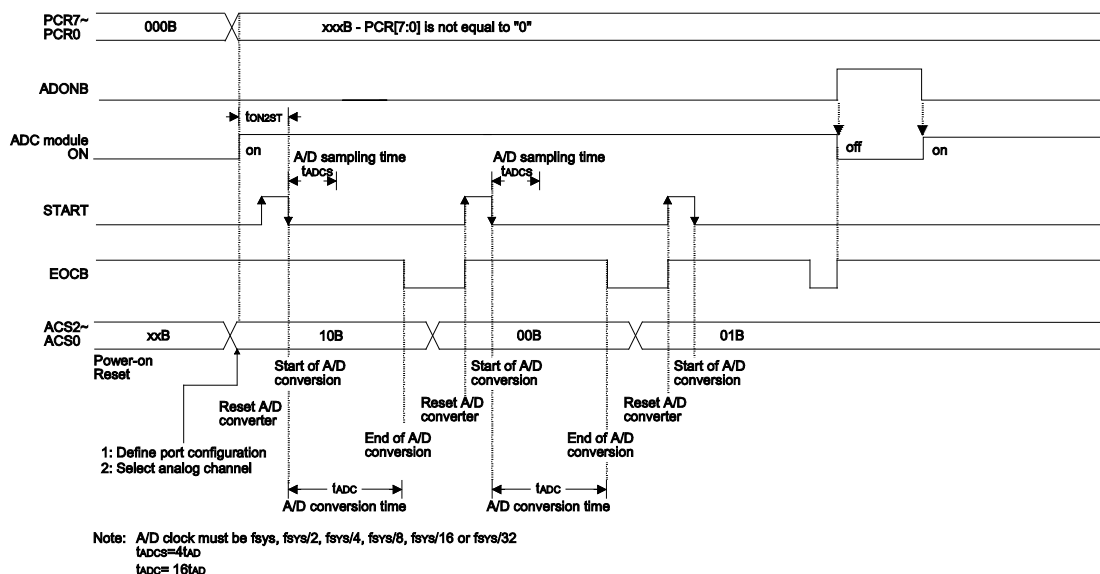 PCR7~
PCR0
000B
xxxB - PCR[7:0] is not equal to "0"
ADONB
tON2ST
ADC module
ON
on
off
on
A/D sampling time
tADCS
A/D sampling time
tADCS
START
EOCB
ACS2~
ACS0
xxB
10B
00B
01B
Power-on
Reset
Start of A/D
conversion
Start of A/D
conversion
Start of A/D
conversion
Reset A/D
converter
Reset A/D
converter
Reset A/D
converter
End of A/D
conversion
End of A/D
conversion
1: Define port configuration
2: Select analog channel
tADC
A/D conversion time
tADC
A/D conversion time
Note: A/D clock must be fsys, fSYS/2, fSYS/4, fSYS/8, fSYS/16 or fSYS/32
tADCS=4tAD
tADC= 16tAD